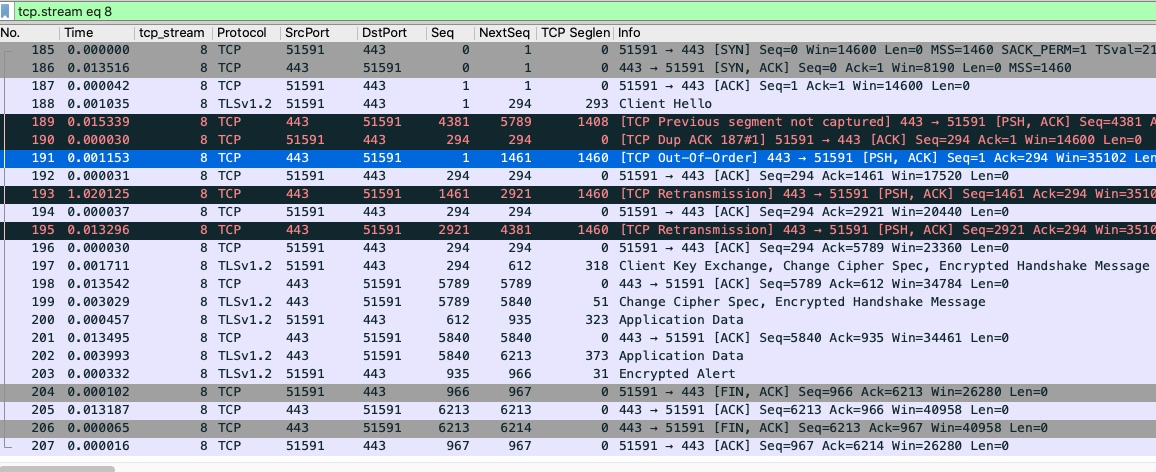 tcp.stream eq 8
No. Time tcp_stream Protocol SrcPort DstPort Seq NextSeq TCP Seglen Info
185 0.000000 8 TCP 51591 443 0 1 0 51591 → 443 [SYN] Seq=0 Win=14600 Len=0 MSS=1460 SACK_PERM=1 TSval=21
186 0.013516 8 TCP 443 51591 0 1 0 443 → 51591 [SYN, ACK] Seq=0 Ack=1 Win=8190 Len=0 MSS=1460
187 0.000042 8 TCP 51591 443 1 1 0 51591 → 443 [ACK] Seq=1 Ack=1 Win=14600 Len=0
188 0.001035 8 TLSv1.2 51591 443 1 294 293 Client Hello
189 0.015339 8 TCP 443 51591 4381 5789 1408 [TCP Previous segment not captured] 443 → 51591 [PSH, ACK] Seq=4381 A
190 0.000030 8 TCP 51591 443 294 294 0 [TCP Dup ACK 187#1] 51591 → 443 [ACK] Seq=294 Ack=1 Win=14600 Len=0
191 0.001153 8 TCP 443 51591 1 1461 1460 [TCP Out-Of-Order] 443 → 51591 [PSH, ACK] Seq=1 Ack=294 Win=35102 Len
192 0.000031 8 TCP 51591 443 294 294 0 51591 → 443 [ACK] Seq=294 Ack=1461 Win=17520 Len=0
193 1.020125 8 TCP 443 51591 1461 2921 1460 [TCP Retransmission] 443 → 51591 [PSH, ACK] Seq=1461 Ack=294 Win=3510
194 0.000037 8 TCP 51591 443 294 294 0 51591 → 443 [ACK] Seq=294 Ack=2921 Win=20440 Len=0
195 0.013296 8 TCP 443 51591 2921 4381 1460 [TCP Retransmission] 443 → 51591 [PSH, ACK] Seq=2921 Ack=294 Win=3510
196 0.000030 8 TCP 51591 443 294 294 0 51591 → 443 [ACK] Seq=294 Ack=5789 Win=23360 Len=0
197 0.001711 8 TLSv1.2 51591 443 294 612 318 Client Key Exchange, Change Cipher Spec, Encrypted Handshake Message
198 0.013542 8 TCP 443 51591 5789 5789 0 443 → 51591 [ACK] Seq=5789 Ack=612 Win=34784 Len=0
199 0.003029 8 TLSv1.2 443 51591 5789 5840 51 Change Cipher Spec, Encrypted Handshake Message
200 0.000457 8 TLSv1.2 51591 443 612 935 323 Application Data
201 0.013495 8 TCP 443 51591 5840 5840 0 443 → 51591 [ACK] Seq=5840 Ack=935 Win=34461 Len=0
202 0.003993 8 TLSv1.2 443 51591 5840 6213 373 Application Data
203 0.000332 8 TLSv1.2 51591 443 935 966 31 Encrypted Alert
204 0.000102 8 TCP 51591 443 966 967 0 51591 → 443 [FIN, ACK] Seq=966 Ack=6213 Win=26280 Len=0
205 0.013187 8 TCP 443 51591 6213 6213 0 443 → 51591 [ACK] Seq=6213 Ack=966 Win=40958 Len=0
206 0.000065 8 TCP 443 51591 6213 6214 0 443 → 51591 [FIN, ACK] Seq=6213 Ack=967 Win=40958 Len=0
207 0.000016 8 TCP 51591 443 967 967 0 51591 → 443 [ACK] Seq=967 Ack=6214 Win=26280 Len=0